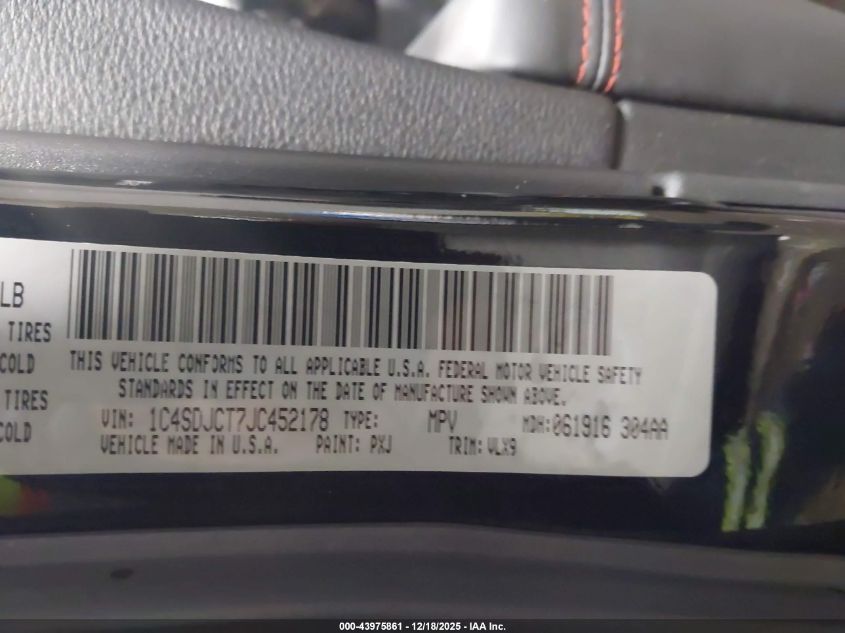 LB
TIRES
COLD
TIRES
COLD
THIS VEHICLE CONFORMS TO ALL APPLICABLE U.S.A. FEDERAL MOTOR VEHICLE SAFETY
STANDARDS IN EFFECT ON THE DATE OF MANUFACTURE SHOWN ABOVE.
VIN: 1C4SDJCT7JC452178 TYPE: MPV MDH:061916 304AA
VEHICLE MADE IN U.S.A. PAINT: PXJ TRIM: VLX9
000-43975861 | 12/18/2025 - IAA Inc.